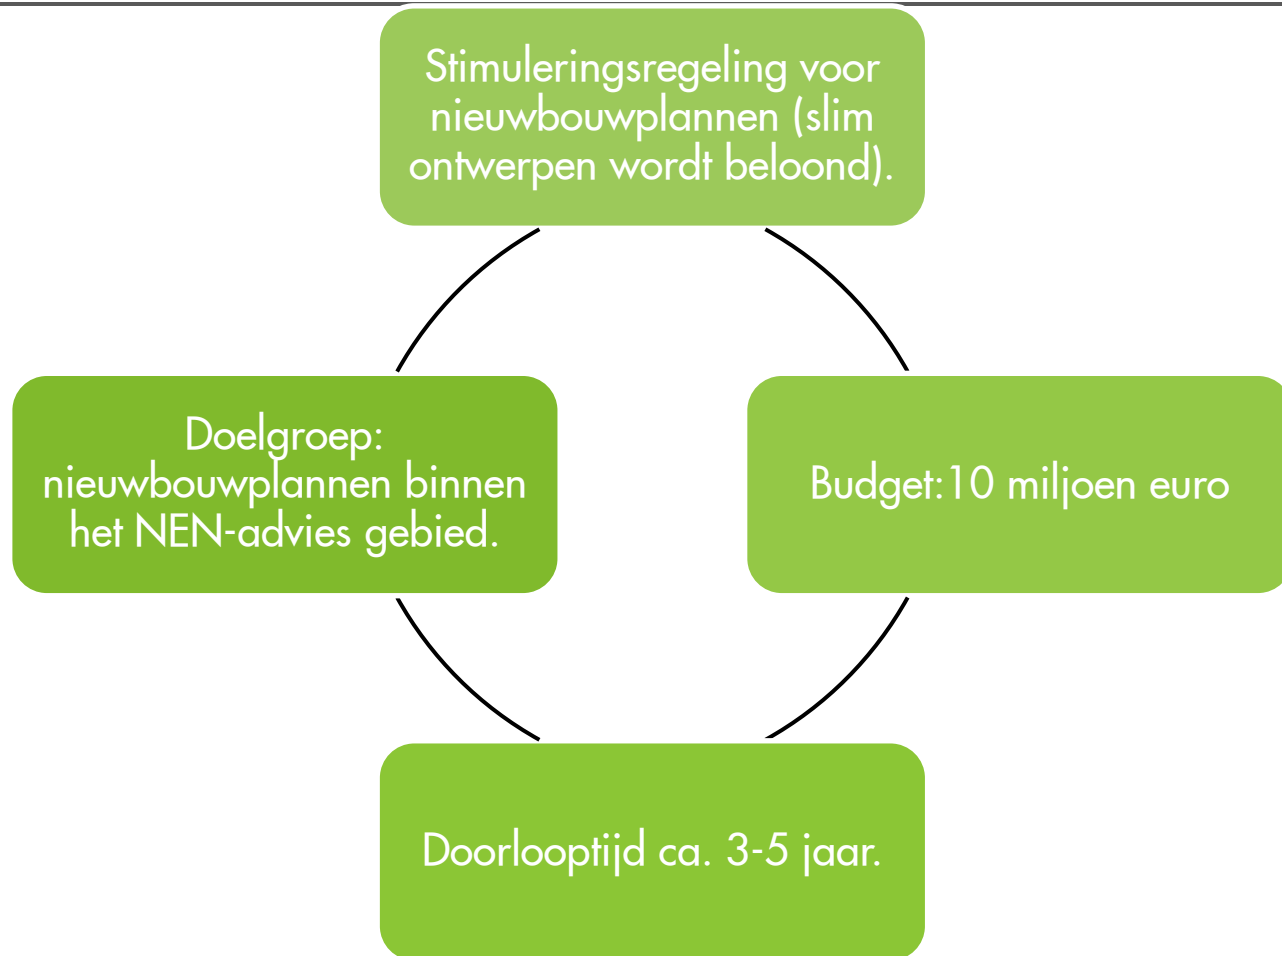 Stimuleringsregeling voor
nieuwbouwplannen (slim
ontwerpen wordt beloond).
Doelgroep:
nieuwbouwplannen binnen
het NEN-advies gebied.
Budget:10 miljoen euro
Doorlooptijd ca. 3-5 jaar.